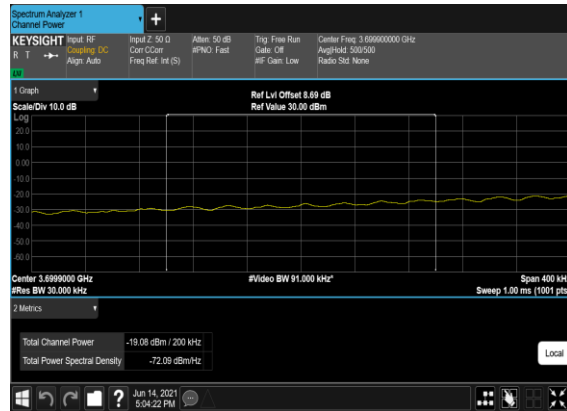 Spectrum Analyzer 1
Channel Power
+
KEYSIGHT Input: RF Input Z: 50 Ω Atten: 50 dB Trig: Free Run Center Freq: 3.699900000 GHz
R T Coupling: DC Corr CCorr #PNO: Fast Gate: Off Avg|Hold: 500/500
Align: Auto Freq Ref: Int (S) #IF Gain: Low Radio Std: None
1 Graph Ref Lvl Offset 8.69 dB
Scale/Div 10.0 dB Ref Value 30.00 dBm
Log
20.0
10.0
0.00
-10.0
-20.0
-30.0
-40.0
-50.0
-60.0
Center 3.6999000 GHz #Video BW 91.000 kHz* Span 400 kHz
#Res BW 30.000 kHz Sweep 1.00 ms (1001 pts)
2 Metrics
Total Channel Power -19.08 dBm / 200 kHz
Total Power Spectral Density -72.09 dBm/Hz
Local
? Jun 14, 2021
5:04:22 PM